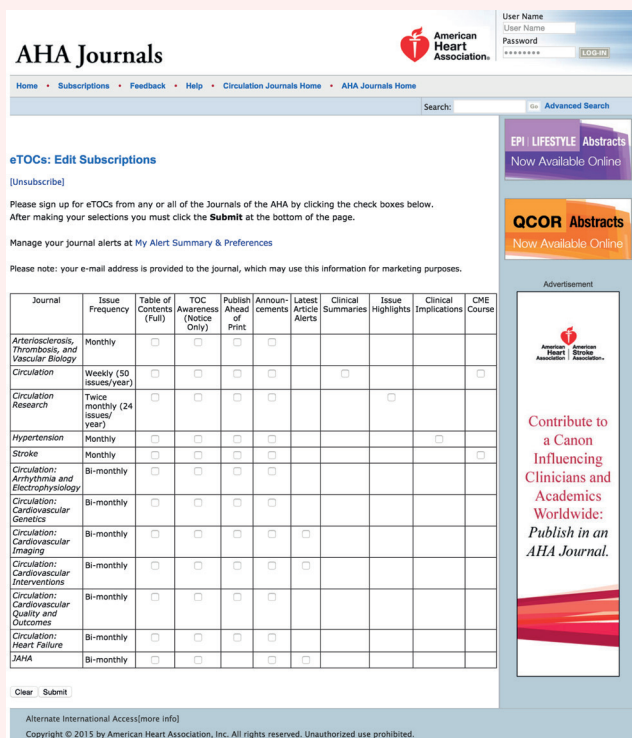 AHA Journals
American
Heart
Association®
User Name
User Name
Password
LOG-IN
Home • Subscriptions • Feedback • Help • Circulation Journals Home • AHA Journals Home
Search: Go Advanced Search
eTOCs: Edit Subscriptions
[Unsubscribe]
Please sign up for eTOCs from any or all of the Journals of the AHA by clicking the check boxes below.
After making your selections you must click the Submit at the bottom of the page.
Manage your journal alerts at My Alert Summary & Preferences
Please note: your e-mail address is provided to the journal, which may use this information for marketing purposes.
Journal
Issue
Frequency
Table of
Contents
(Full)
TOC
Awareness
(Notice
Only)
Publish
Ahead
of
Print
Announ-
cements
Latest
Article
Alerts
Clinical
Summaries
Issue
Highlights
Clinical
Implications
CME
Course
Arteriosclerosis,
Thrombosis, and
Vascular Biology
Monthly
Circulation
Weekly (50
issues/year)
Circulation
Research
Twice
monthly (24
issues/
year)
Hypertension
Monthly
Stroke
Monthly
Circulation:
Arrhythmia and
Electrophysiology
Bi-monthly
Circulation:
Cardiovascular
Genetics
Bi-monthly
Circulation:
Cardiovascular
Imaging
Bi-monthly
Circulation:
Cardiovascular
Interventions
Bi-monthly
Circulation:
Cardiovascular
Quality and
Outcomes
Bi-monthly
Circulation:
Heart Failure
Bi-monthly
JAHA
Bi-monthly
Clear Submit
EPI | LIFESTYLE Abstracts
Now Available Online
QCOR Abstracts
Now Available Online
Advertisement
American
Heart
Association
American
Stroke
Association®
Contribute to
a Canon
Influencing
Clinicians and
Academics
Worldwide:
Publish in an
AHA Journal.
Alternate International Access[more info]
Copyright © 2015 by American Heart Association, Inc. All rights reserved. Unauthorized use prohibited.